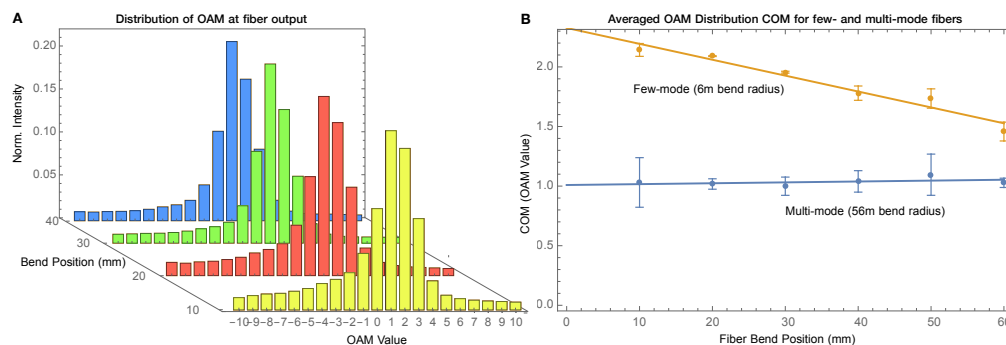 A
Distribution of OAM at fiber output
0.20
0.15
0.10
0.05
0.00
Norm. Intensity
40
30
20
10
Bend Position (mm)
−10 −9 −8 −7 −6 −5 −4 −3 −2 −1 0 1 2 3 4 5 6 7 8 9 10
OAM Value
B
Averaged OAM Distribution COM for few- and multi-mode fibers
2.0
1.5
1.0
0.5
0.0
COM (OAM Value)
Few-mode (6m bend radius)
Multi-mode (56m bend radius)
0 10 20 30 40 50 60
Fiber Bend Position (mm)